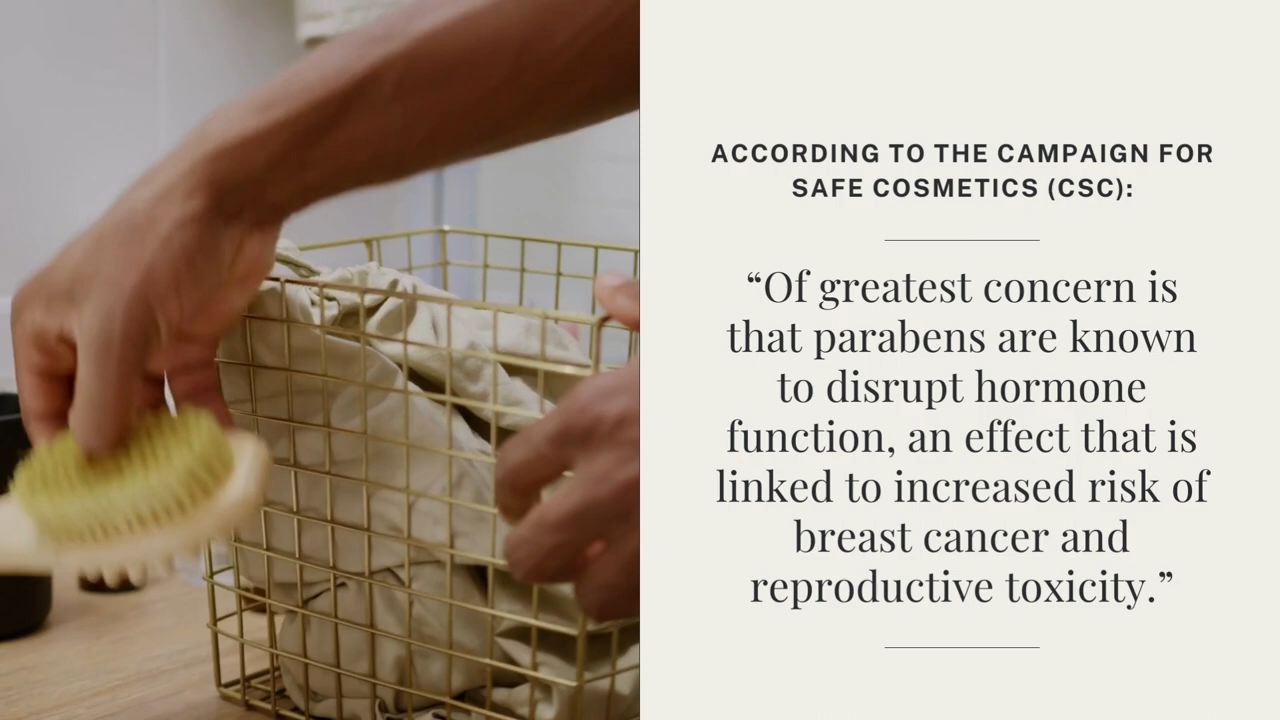 ACCORDING TO THE CAMPAIGN FOR
SAFE COSMETICS (CSC):
“Of greatest concern is
that parabens are known
to disrupt hormone
function, an effect that is
linked to increased risk of
breast cancer and
reproductive toxicity.”